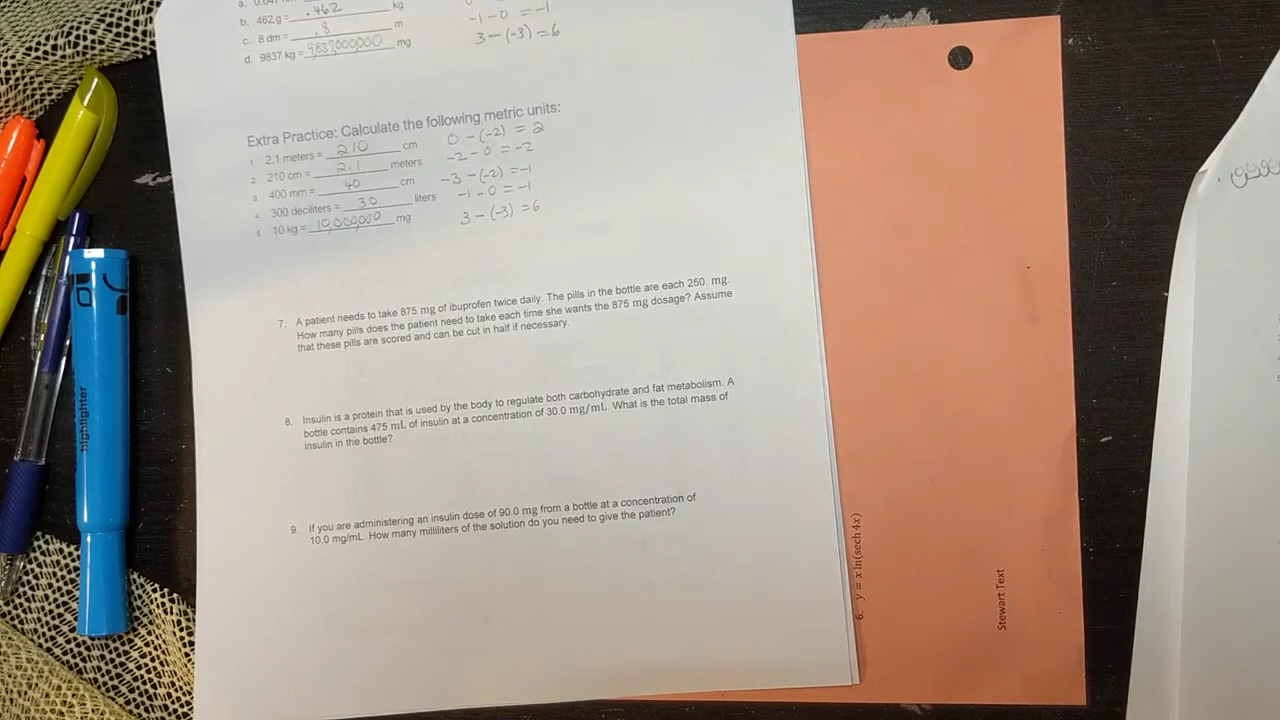 b. 462g = .462 kg
-1-0 = -1
c. 8 dm = .8 m
3-(-3)=6
d. 9837 kg = 9,837,000,000 mg
Extra Practice: Calculate the following metric units:
1. 2.1 meters = 210 cm
0-(-2) = 2
2. 210 cm = 2.1 meters
-2-0 = -2
3. 400 mm = 40 cm
-3-(-2) = -1
4. 300 deciliters = 30 liters
-1-0 = -1
5. 10 kg = 10,000,000 mg
3-(-3) = 6
7. A patient needs to take 875 mg of ibuprofen twice daily. The pills in the bottle are each 250. mg.
How many pills does the patient need to take each time she wants the 875 mg dosage? Assume
that these pills are scored and can be cut in half if necessary.
8. Insulin is a protein that is used by the body to regulate both carbohydrate and fat metabolism. A
bottle contains 475 mL of insulin at a concentration of 30.0 mg/mL. What is the total mass of
insulin in the bottle?
9. If you are administering an insulin dose of 90.0 mg from a bottle at a concentration of
10.0 mg/mL. How many milliliters of the solution do you need to give the patient?
6. y = x ln(sech 4x)
Stewart Text
highlighter